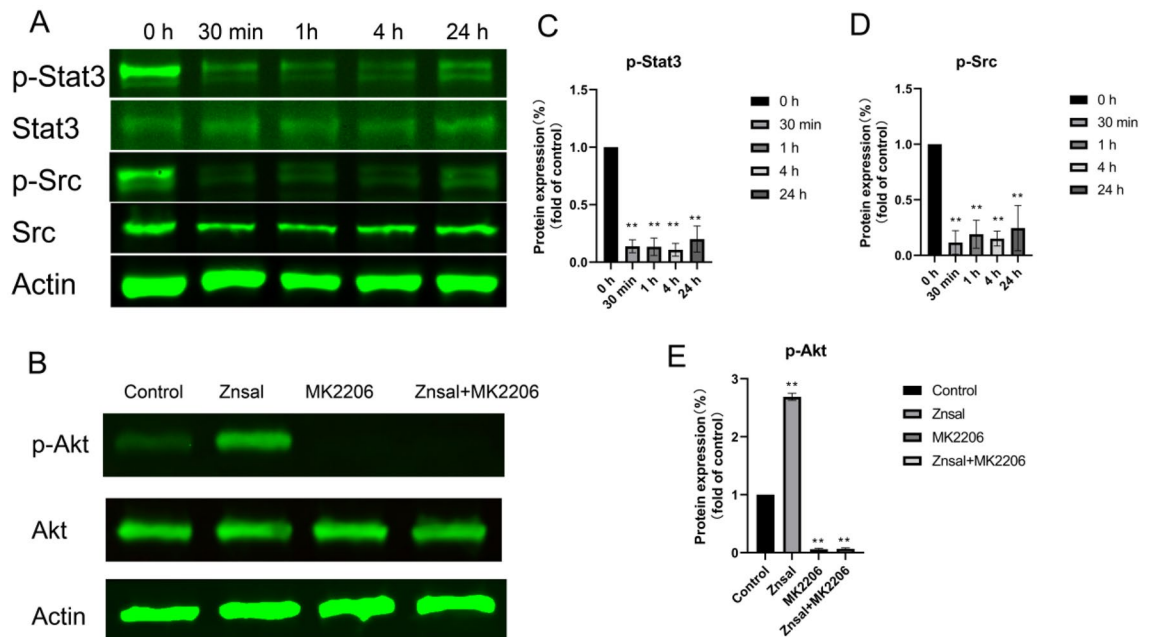 A
0 h 30 min 1h 4 h 24 h
p-Stat3
Stat3
p-Src
Src
Actin
B
Control Znsal MK2206 Znsal+MK2206
p-Akt
Akt
Actin
C
p-Stat3
Protein expression(%)
(fold of control)
1.5
1.0
0.5
0.0
** ** ** **
0 h 30 min 1 h 4 h 24 h
0 h
30 min
1 h
4 h
24 h
D
p-Src
Protein expression(%)
(fold of control)
1.5
1.0
0.5
0.0
** ** ** **
0 h 30 min 1 h 4 h 24 h
0 h
30 min
1 h
4 h
24 h
E
p-Akt
Protein expression(%)
(fold of control)
3
2
1
0
** ** **
Control Znsal MK2206 Znsal+MK2206
Control
Znsal
MK2206
Znsal+MK2206